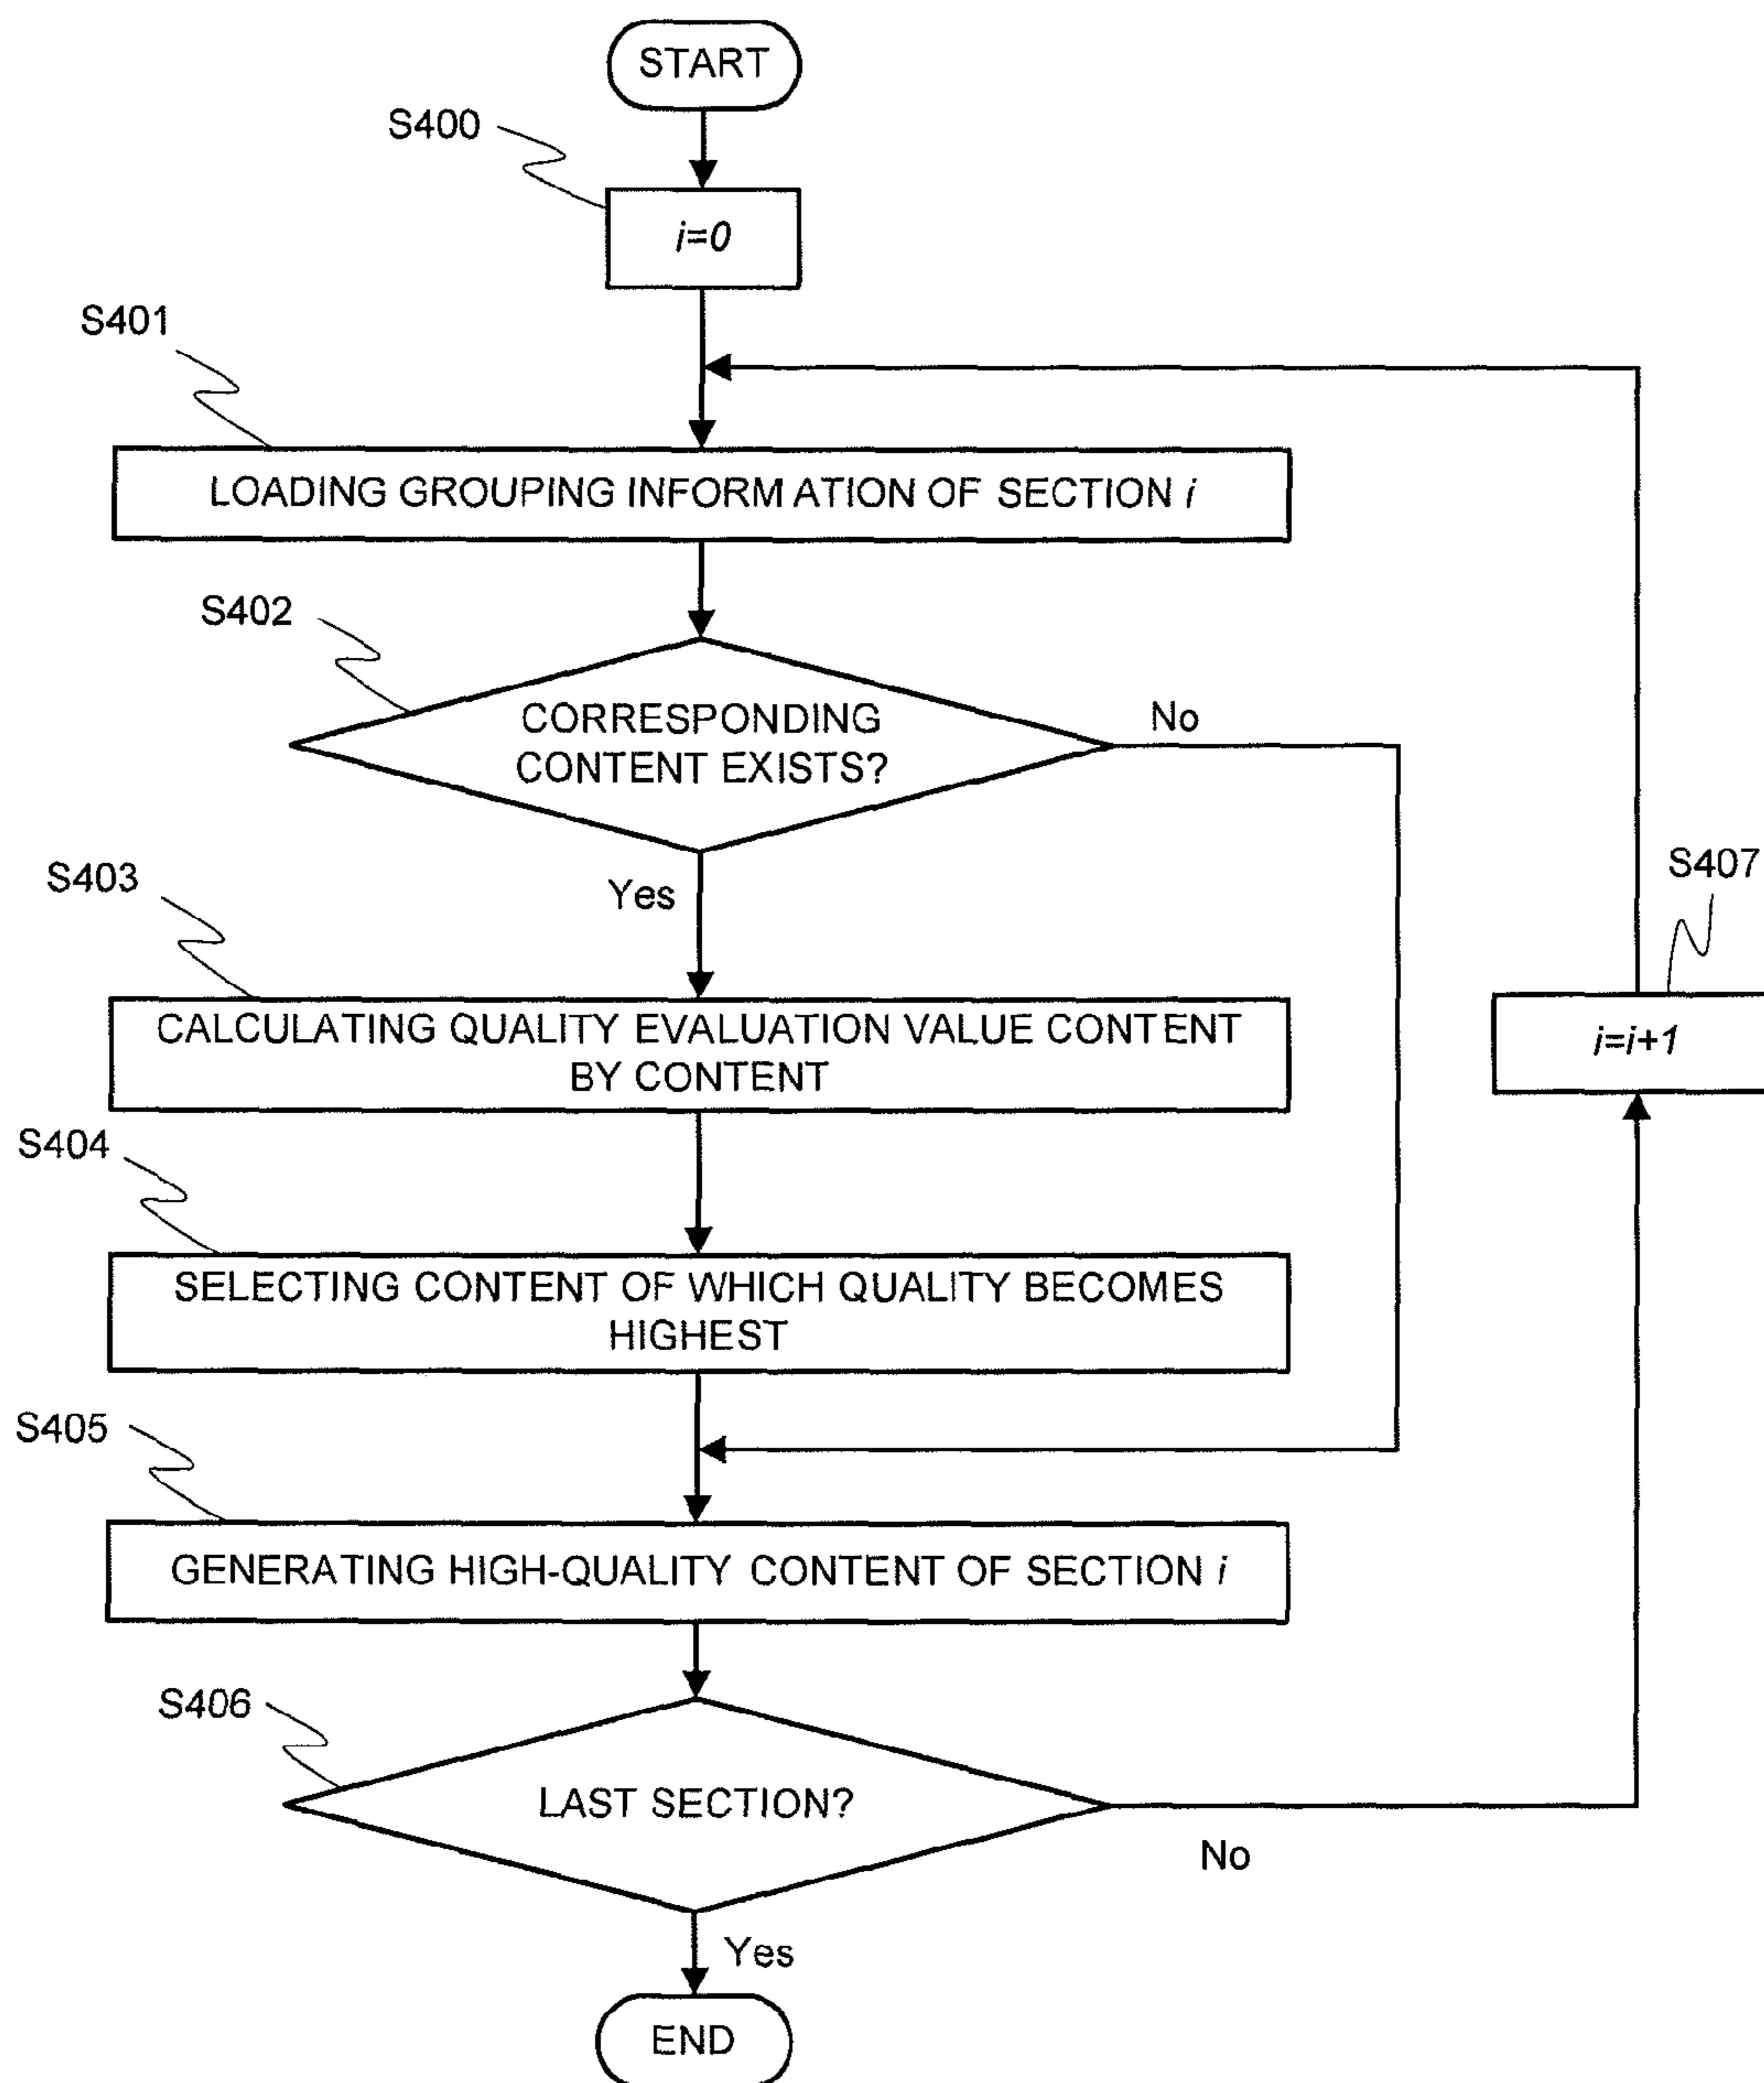 START
S400
i=0
S401
LOADING GROUPING INFORMATION OF SECTION i
S402
CORRESPONDING
CONTENT EXISTS?
No
Yes
S403
CALCULATING QUALITY EVALUATION VALUE CONTENT
BY CONTENT
S407
i=i+1
S404
SELECTING CONTENT OF WHICH QUALITY BECOMES
HIGHEST
S405
GENERATING HIGH-QUALITY CONTENT OF SECTION i
S406
LAST SECTION?
No
Yes
END